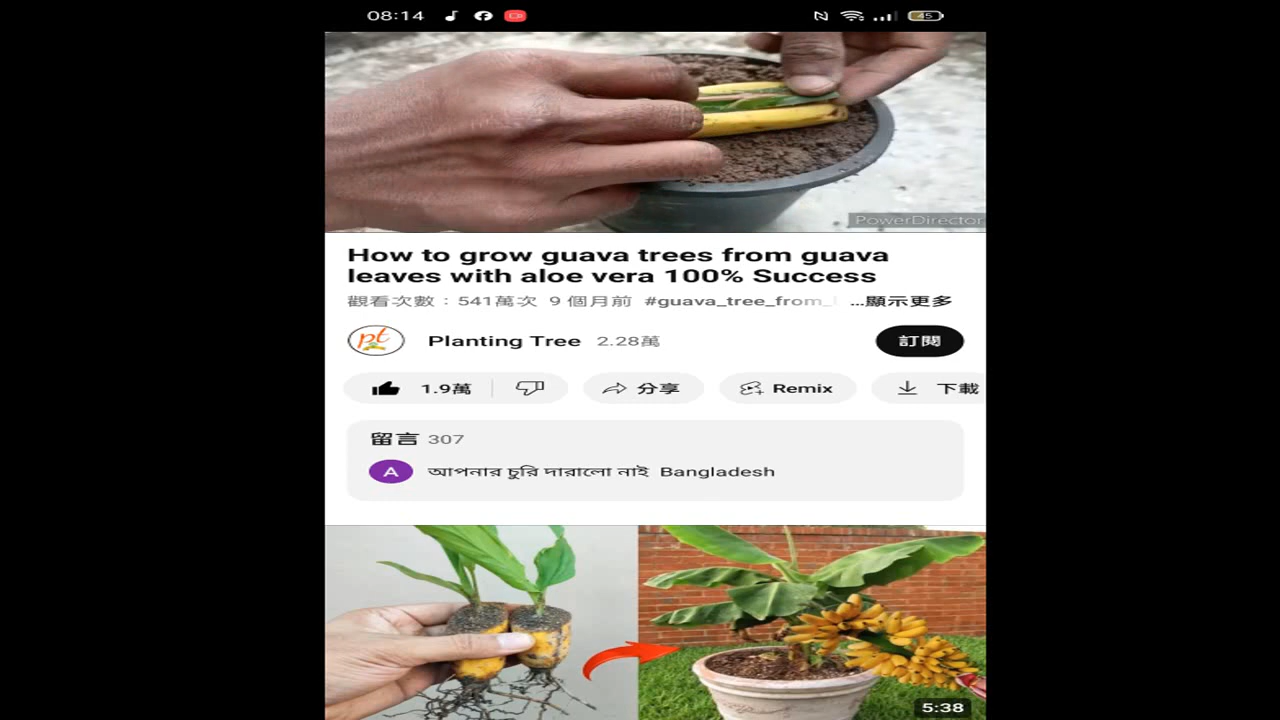 08:14
45
PowerDirector
How to grow guava trees from guava
leaves with aloe vera 100% Success
觀看次數：541萬次 9 個月前 #guava_tree_from_ ...顯示更多
pt Planting Tree 2.28萬 訂閱
1.9萬 分享 Remix 下載
留言 307
A আপনার চুরি দারালো নাই Bangladesh
5:38